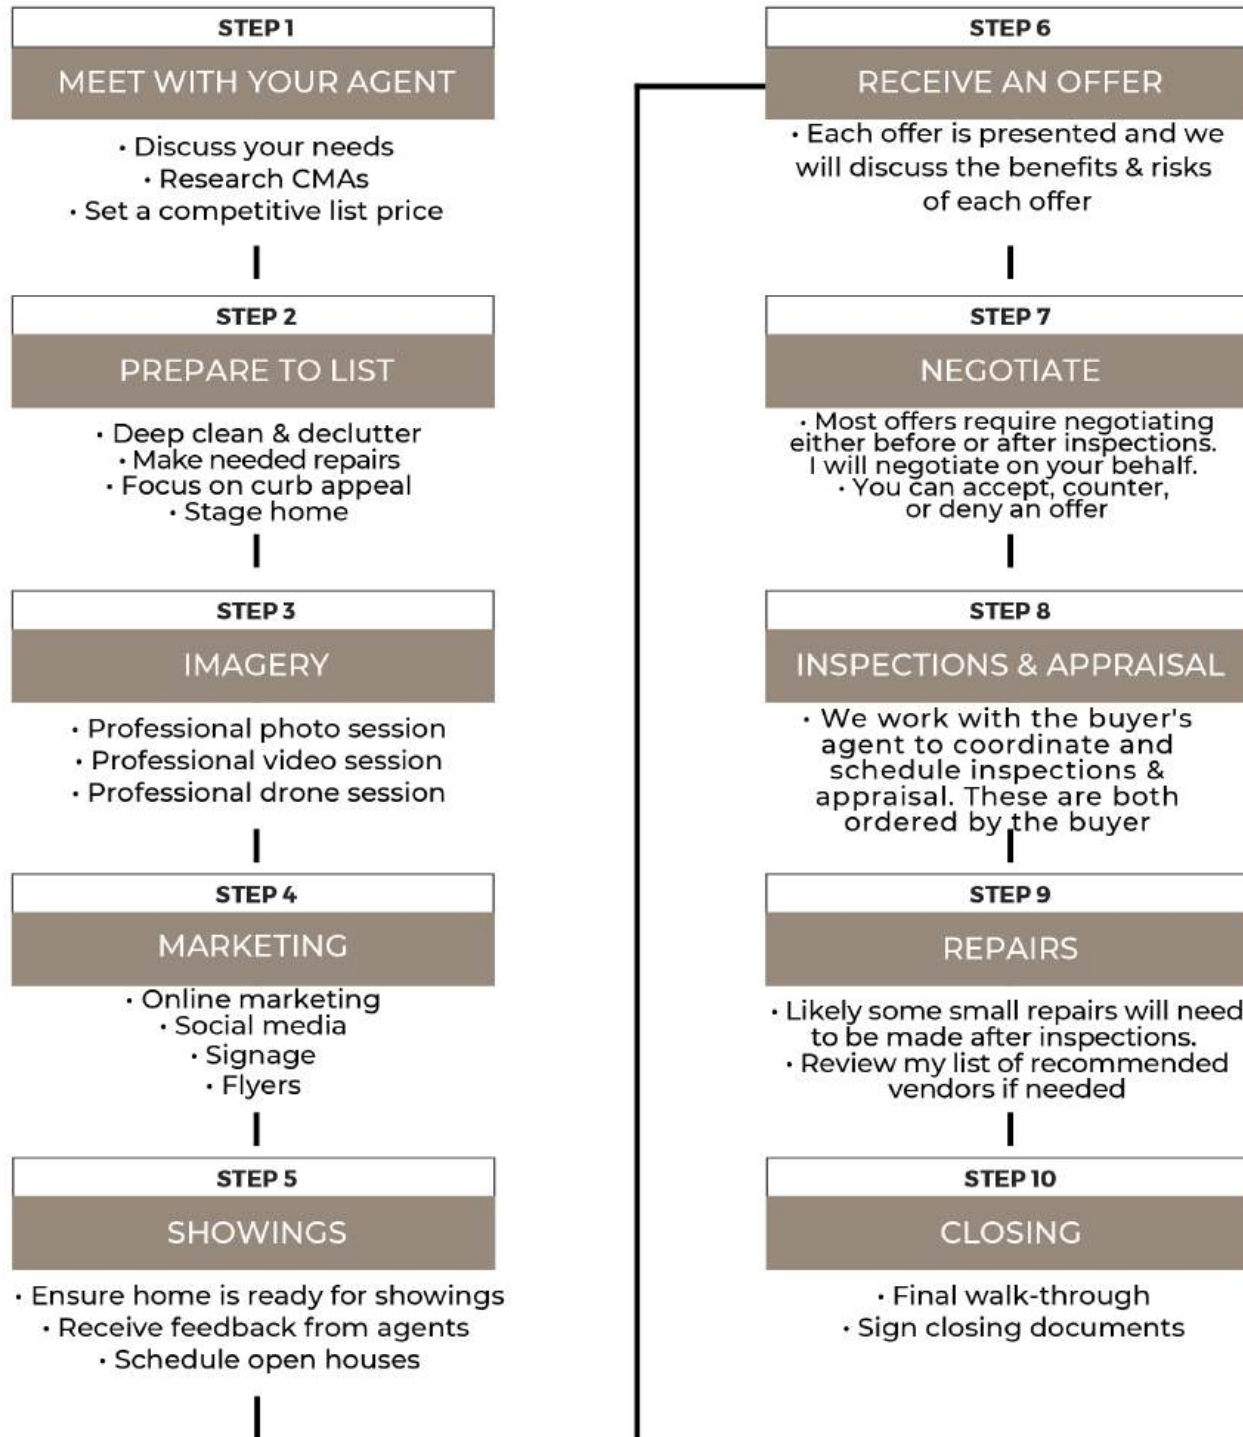 STEP 1
MEET WITH YOUR AGENT
• Discuss your needs
• Research CMAs
• Set a competitive list price
STEP 2
PREPARE TO LIST
• Deep clean & declutter
• Make needed repairs
• Focus on curb appeal
• Stage home
STEP 3
IMAGERY
• Professional photo session
• Professional video session
• Professional drone session
STEP 4
MARKETING
• Online marketing
• Social media
• Signage
• Flyers
STEP 5
SHOWINGS
• Ensure home is ready for showings
• Receive feedback from agents
• Schedule open houses
STEP 6
RECEIVE AN OFFER
• Each offer is presented and we
will discuss the benefits & risks
of each offer
STEP 7
NEGOTIATE
• Most offers require negotiating
either before or after inspections.
I will negotiate on your behalf.
• You can accept, counter,
or deny an offer
STEP 8
INSPECTIONS & APPRAISAL
• We work with the buyer's
agent to coordinate and
schedule inspections &
appraisal. These are both
ordered by the buyer
STEP 9
REPAIRS
• Likely some small repairs will need
to be made after inspections.
• Review my list of recommended
vendors if needed
STEP 10
CLOSING
• Final walk-through
• Sign closing documents